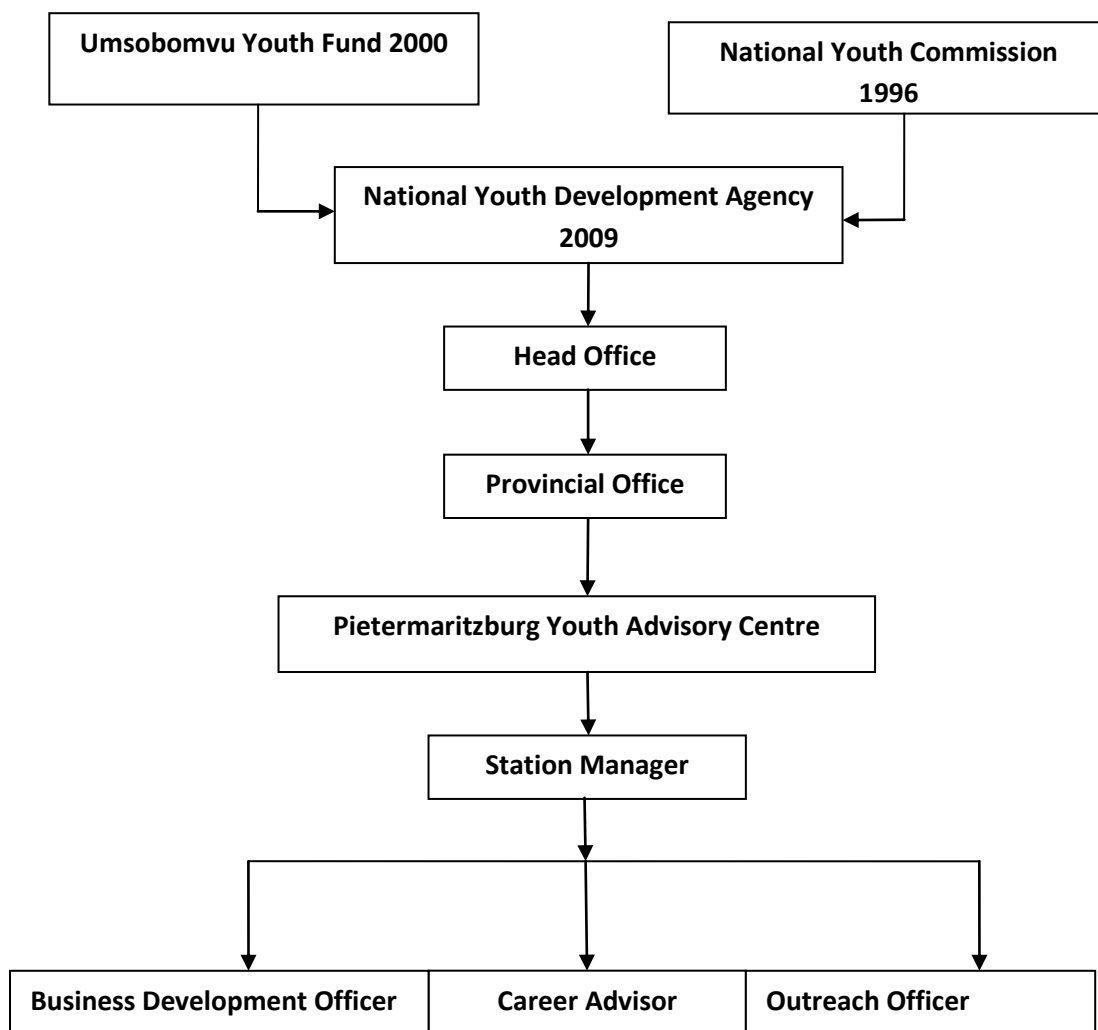 Umsobomvu Youth Fund 2000
National Youth Commission
1996
National Youth Development Agency
2009
Head Office
Provincial Office
Pietermaritzburg Youth Advisory Centre
Station Manager
Business Development Officer
Career Advisor
Outreach Officer